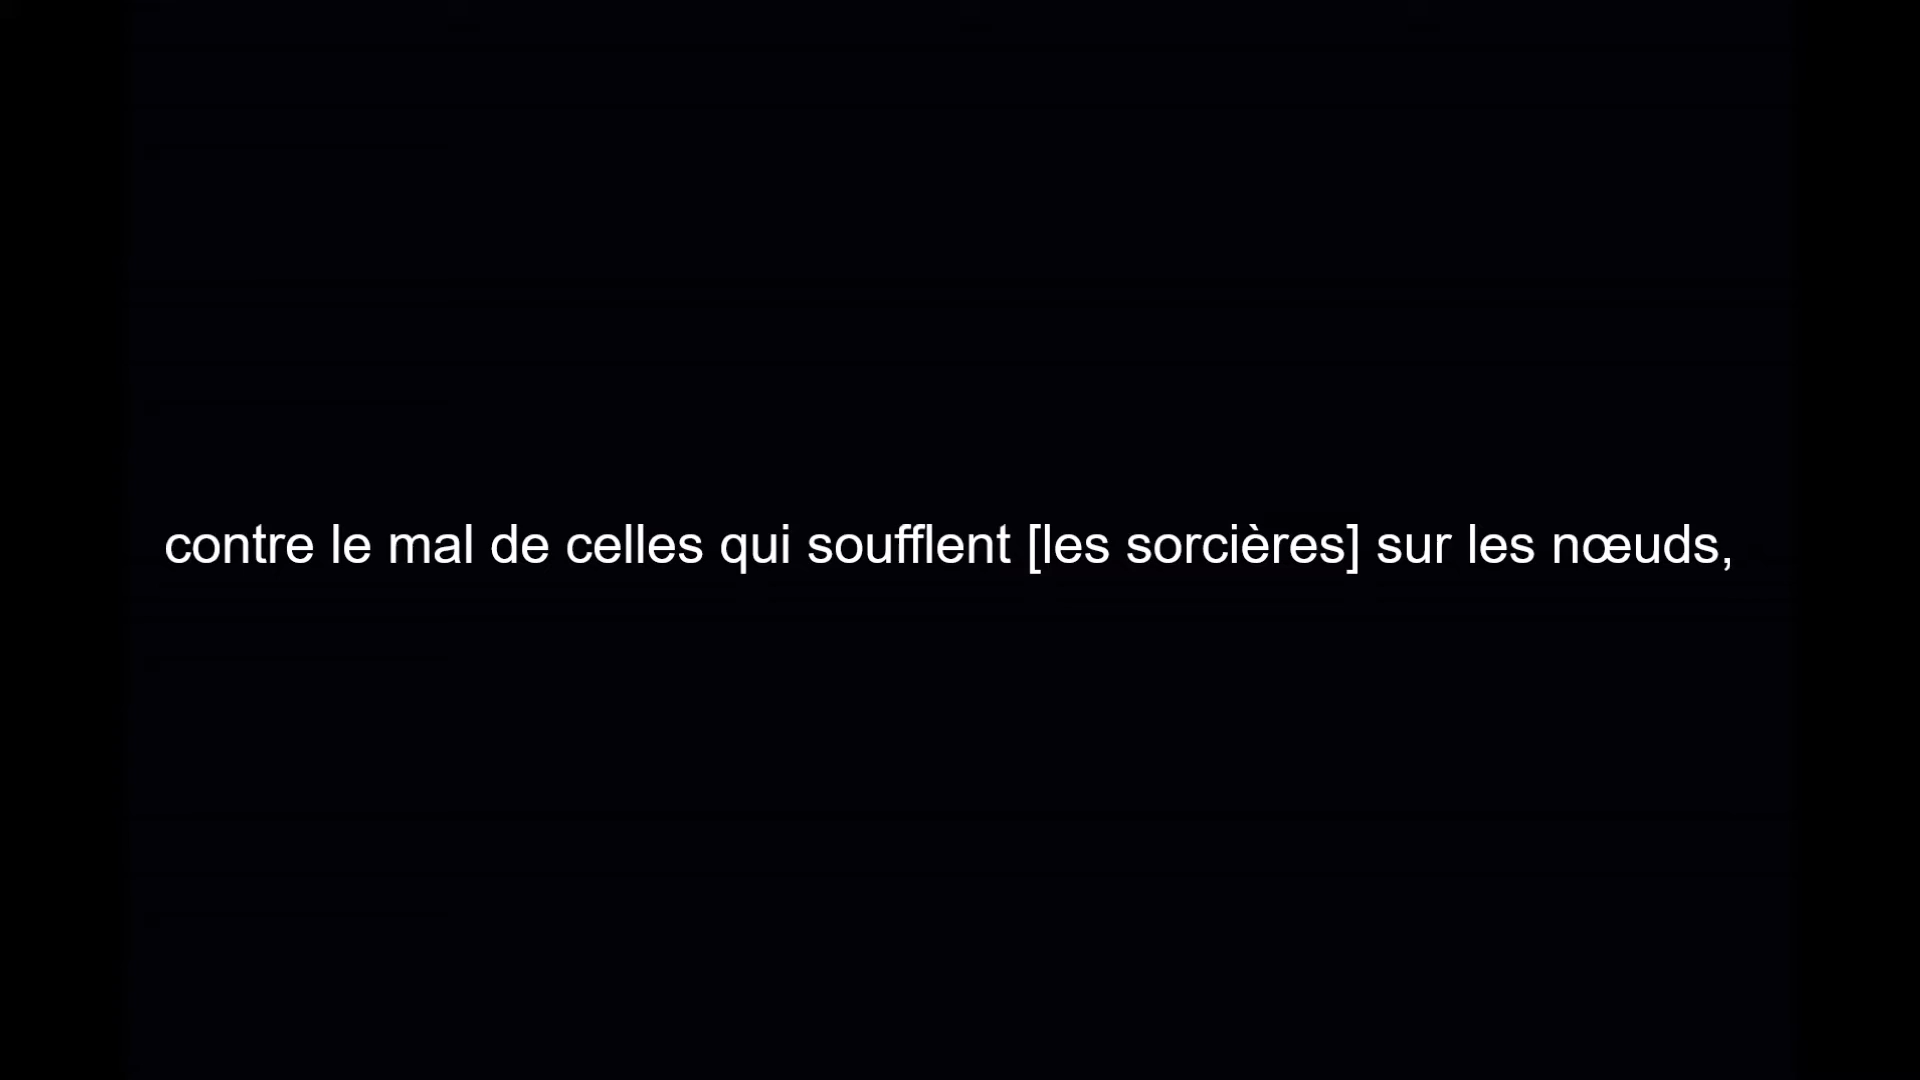 contre le mal de celles qui soufflent [les sorcières] sur les nœuds,